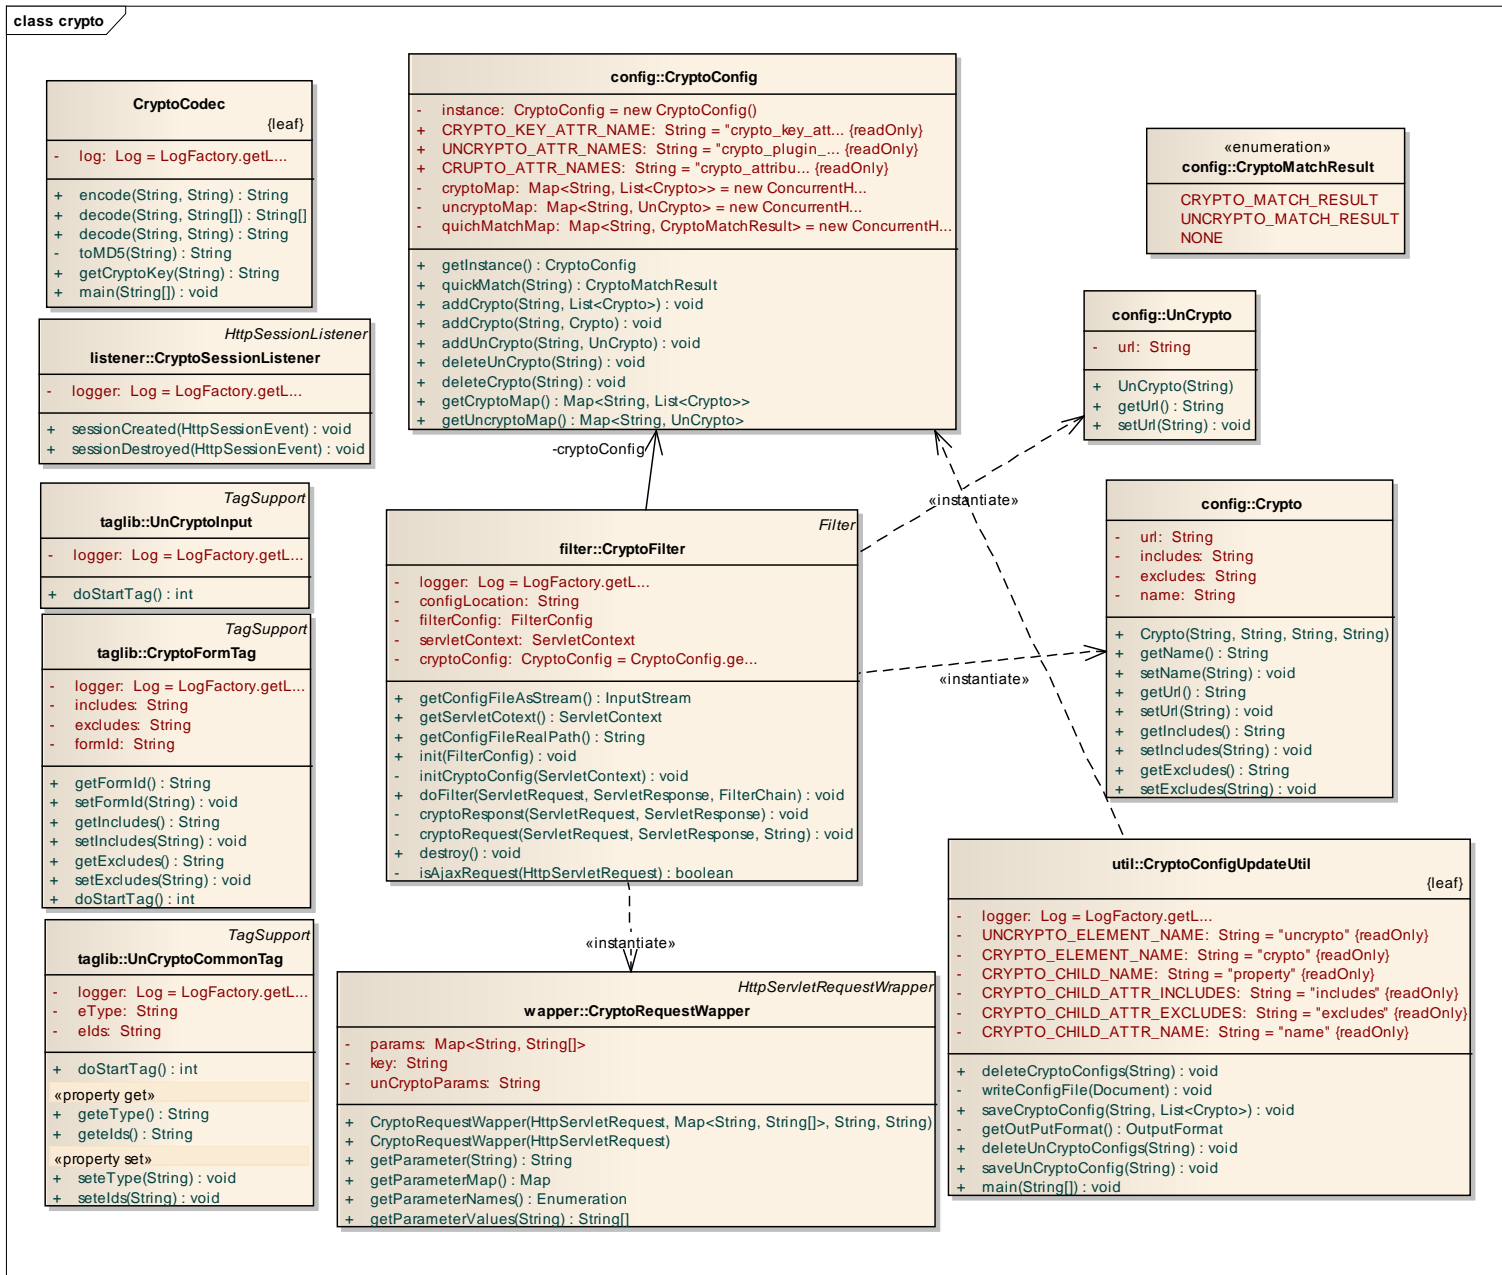 class crypto
CryptoCodec
{leaf}
- log: Log = LogFactory.getL...
+ encode(String, String) : String
+ decode(String, String[]) : String[]
+ decode(String, String) : String
- toMD5(String) : String
+ getCryptoKey(String) : String
+ main(String[]) : void
HttpSessionListener
listener::CryptoSessionListener
- logger: Log = LogFactory.getL...
+ sessionCreated(HttpSessionEvent) : void
+ sessionDestroyed(HttpSessionEvent) : void
TagSupport
taglib::UnCryptoInput
- logger: Log = LogFactory.getL...
+ doStartTag() : int
TagSupport
taglib::CryptoFormTag
- logger: Log = LogFactory.getL...
- includes: String
- excludes: String
- formId: String
+ getFormId() : String
+ setFormId(String) : void
+ getIncludes() : String
+ setIncludes(String) : void
+ getExcludes() : String
+ setExcludes(String) : void
+ doStartTag() : int
TagSupport
taglib::UnCryptoCommonTag
- logger: Log = LogFactory.getL...
- eType: String
- eIds: String
+ doStartTag() : int
«property get»
+ geteType() : String
+ geteIds() : String
«property set»
+ seteType(String) : void
+ seteIds(String) : void
config::CryptoConfig
- instance: CryptoConfig = new CryptoConfig()
+ CRYPTO_KEY_ATTR_NAME: String = "crypto_key_att... {readOnly}
+ UNCRYPTO_ATTR_NAMES: String = "crypto_plugin_... {readOnly}
+ CRUPTO_ATTR_NAMES: String = "crypto_attribu... {readOnly}
- cryptoMap: Map<String, List<Crypto>> = new ConcurrentH...
- uncryptoMap: Map<String, UnCrypto> = new ConcurrentH...
- quichMatchMap: Map<String, CryptoMatchResult> = new ConcurrentH...
+ getInstance() : CryptoConfig
+ quickMatch(String) : CryptoMatchResult
+ addCrypto(String, List<Crypto>) : void
+ addCrypto(String, Crypto) : void
+ addUnCrypto(String, UnCrypto) : void
+ deleteUnCrypto(String) : void
+ deleteCrypto(String) : void
+ getCryptoMap() : Map<String, List<Crypto>>
+ getUncryptoMap() : Map<String, UnCrypto>
-cryptoConfig
Filter
filter::CryptoFilter
- logger: Log = LogFactory.getL...
- configLocation: String
- filterConfig: FilterConfig
- servletContext: ServletContext
- cryptoConfig: CryptoConfig = CryptoConfig.ge...
+ getConfigFileAsStream() : InputStream
+ getServletCotext() : ServletContext
+ getConfigFileRealPath() : String
+ init(FilterConfig) : void
- initCryptoConfig(ServletContext) : void
+ doFilter(ServletRequest, ServletResponse, FilterChain) : void
- cryptoResponst(ServletRequest, ServletResponse) : void
- cryptoRequest(ServletRequest, ServletResponse, String) : void
+ destroy() : void
- isAjaxRequest(HttpServletRequest) : boolean
«instantiate»
HttpServletRequestWrapper
wapper::CryptoRequestWapper
- params: Map<String, String[]>
- key: String
- unCryptoParams: String
+ CryptoRequestWapper(HttpServletRequest, Map<String, String[]>, String, String)
+ CryptoRequestWapper(HttpServletRequest)
+ getParameter(String) : String
+ getParameterMap() : Map
+ getParameterNames() : Enumeration
+ getParameterValues(String) : String[]
«enumeration»
config::CryptoMatchResult
CRYPTO_MATCH_RESULT
UNCRYPTO_MATCH_RESULT
NONE
config::UnCrypto
- url: String
+ UnCrypto(String)
+ getUrl() : String
+ setUrl(String) : void
«instantiate»
config::Crypto
- url: String
- includes: String
- excludes: String
- name: String
+ Crypto(String, String, String, String)
+ getName() : String
+ setName(String) : void
+ getUrl() : String
+ setUrl(String) : void
+ getIncludes() : String
+ setIncludes(String) : void
+ getExcludes() : String
+ setExcludes(String) : void
«instantiate»
util::CryptoConfigUpdateUtil
{leaf}
- logger: Log = LogFactory.getL...
- UNCRYPTO_ELEMENT_NAME: String = "uncrypto" {readOnly}
- CRYPTO_ELEMENT_NAME: String = "crypto" {readOnly}
- CRYPTO_CHILD_NAME: String = "property" {readOnly}
- CRYPTO_CHILD_ATTR_INCLUDES: String = "includes" {readOnly}
- CRYPTO_CHILD_ATTR_EXCLUDES: String = "excludes" {readOnly}
- CRYPTO_CHILD_ATTR_NAME: String = "name" {readOnly}
+ deleteCryptoConfigs(String) : void
- writeConfigFile(Document) : void
+ saveCryptoConfig(String, List<Crypto>) : void
- getOutPutFormat() : OutputFormat
+ deleteUnCryptoConfigs(String) : void
+ saveUnCryptoConfig(String) : void
+ main(String[]) : void